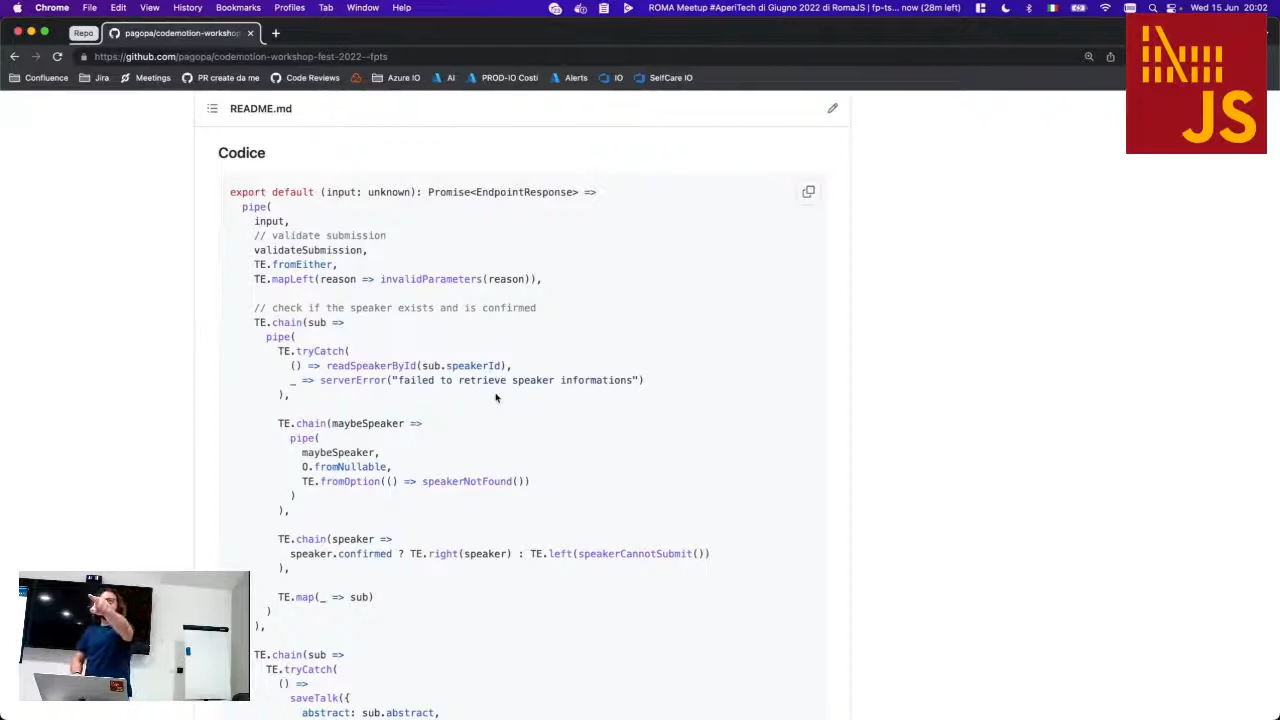 Chrome File Edit View History Bookmarks Profiles Tab Window Help
ROMA Meetup #AperiTech di Giugno 2022 di RomaJS | fp-ts... now (28m left)
Wed 15 Jun 20:02
Repo
pagopa/codemotion-workshop
https://github.com/pagopa/codemotion-workshop-fest-2022--fpts
Confluence Jira Meetings PR create da me Code Reviews Azure IO AI PROD-IO Costi Alerts IO SelfCare IO
JS
README.md
Codice
export default (input: unknown): Promise<EndpointResponse> =>
pipe(
input,
// validate submission
validateSubmission,
TE.fromEither,
TE.mapLeft(reason => invalidParameters(reason)),
// check if the speaker exists and is confirmed
TE.chain(sub =>
pipe(
TE.tryCatch(
() => readSpeakerById(sub.speakerId),
_ => serverError("failed to retrieve speaker informations")
),
TE.chain(maybeSpeaker =>
pipe(
maybeSpeaker,
O.fromNullable,
TE.fromOption(() => speakerNotFound())
)
),
TE.chain(speaker =>
speaker.confirmed ? TE.right(speaker) : TE.left(speakerCannotSubmit())
),
TE.map(_ => sub)
)
),
TE.chain(sub =>
TE.tryCatch(
() =>
saveTalk({
abstract: sub.abstract,